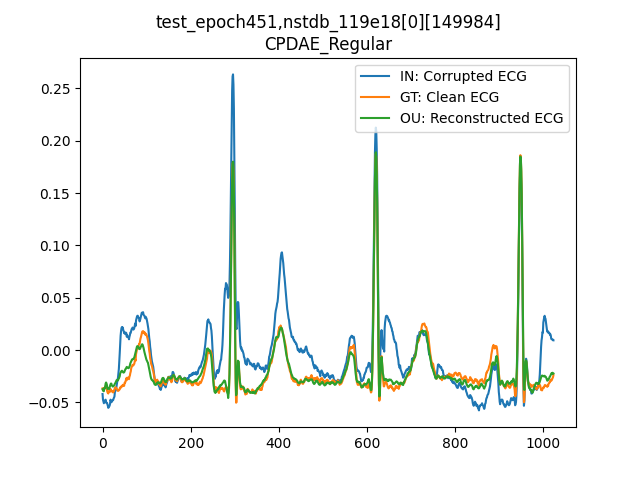 test_epoch451,nstdb_119e18[0][149984]
CPDAE_Regular
IN: Corrupted ECG
GT: Clean ECG
OU: Reconstructed ECG
0.25
0.20
0.15
0.10
0.05
0.00
−0.05
0 200 400 600 800 1000